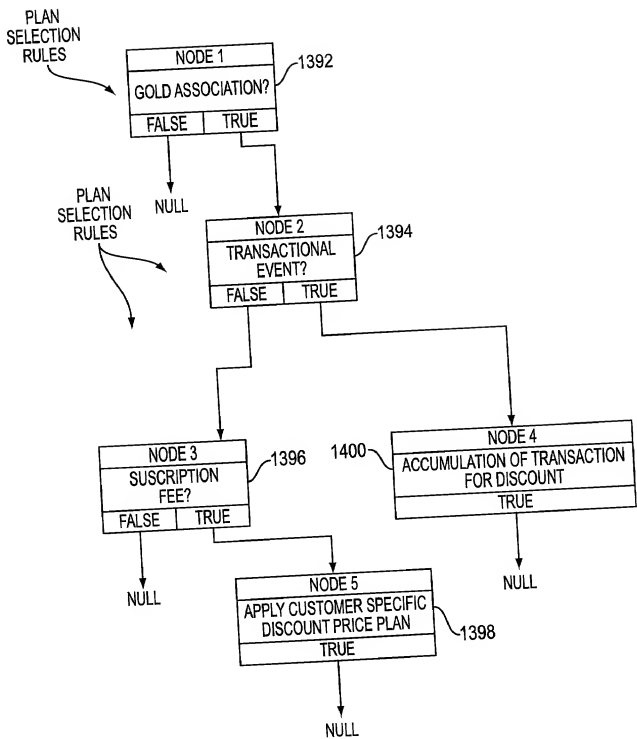 PLAN
SELECTION
RULES
NODE 1
1392
GOLD ASSOCIATION?
FALSE TRUE
NULL
PLAN
SELECTION
RULES
NODE 2
1394
TRANSACTIONAL
EVENT?
FALSE TRUE
NODE 3
1396
SUSCRIPTION
FEE?
FALSE TRUE
NULL
NODE 4
1400
ACCUMULATION OF TRANSACTION
FOR DISCOUNT
TRUE
NULL
NODE 5
APPLY CUSTOMER SPECIFIC
DISCOUNT PRICE PLAN
1398
TRUE
NULL